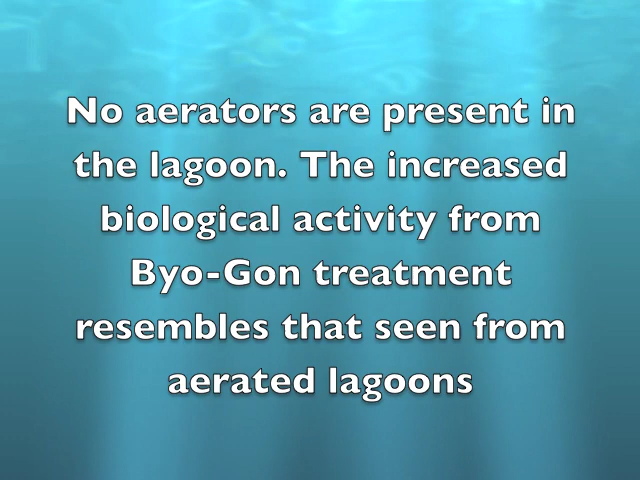 No aerators are present in
the lagoon. The increased
biological activity from
Byo-Gon treatment
resembles that seen from
aerated lagoons